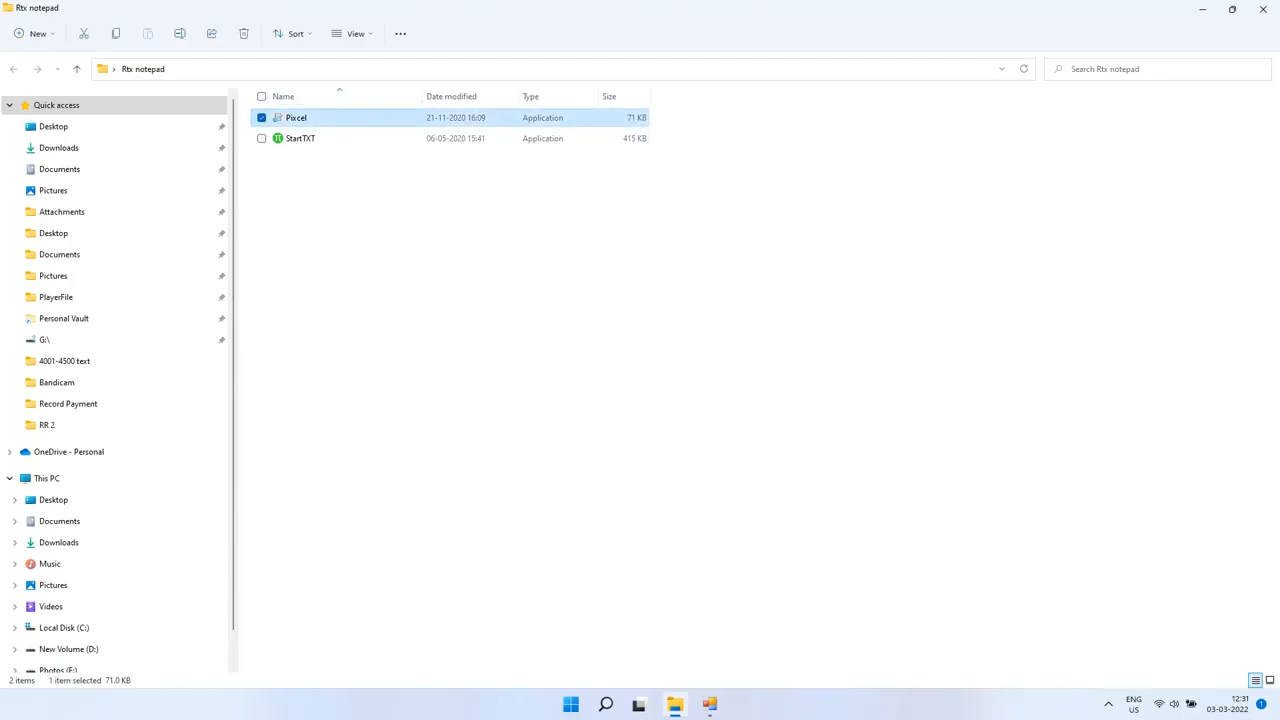 Rtx notepad
New
Sort
View
Rtx notepad
Search Rtx notepad
Name
Date modified
Type
Size
Pixcel
21-11-2020 16:09
Application
71 KB
StartTXT
06-05-2020 15:41
Application
415 KB
Quick access
Desktop
Downloads
Documents
Pictures
Attachments
Desktop
Documents
Pictures
PlayerFile
Personal Vault
G:\
4001-4500 text
Bandicam
Record Payment
RR 2
OneDrive - Personal
This PC
Desktop
Documents
Downloads
Music
Pictures
Videos
Local Disk (C:)
New Volume (D:)
Photos (F:)
2 items
1 item selected 71.0 KB
ENG
US
12:31
03-03-2022
1